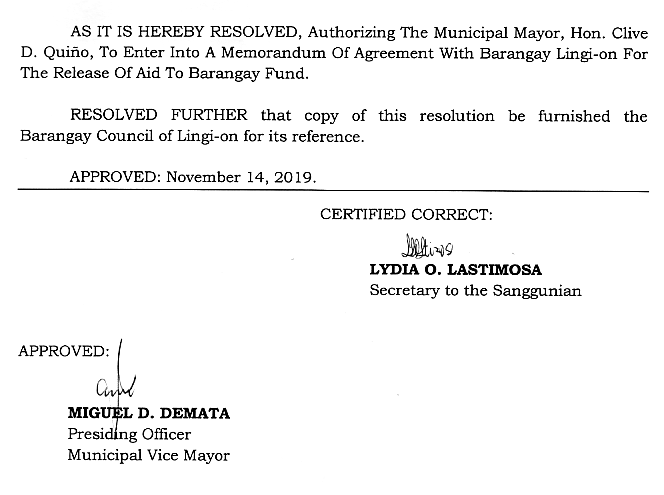 AS IT IS HEREBY RESOLVED, Authorizing The Municipal Mayor, Hon. Clive
D. Quiño, To Enter Into A Memorandum Of Agreement With Barangay Lingi-on For
The Release Of Aid To Barangay Fund.
RESOLVED FURTHER that copy of this resolution be furnished the
Barangay Council of Lingi-on for its reference.
APPROVED: November 14, 2019.
CERTIFIED CORRECT:
LYDIA O. LASTIMOSA
Secretary to the Sanggunian
APPROVED:
MIGUEL D. DEMATA
Presiding Officer
Municipal Vice Mayor